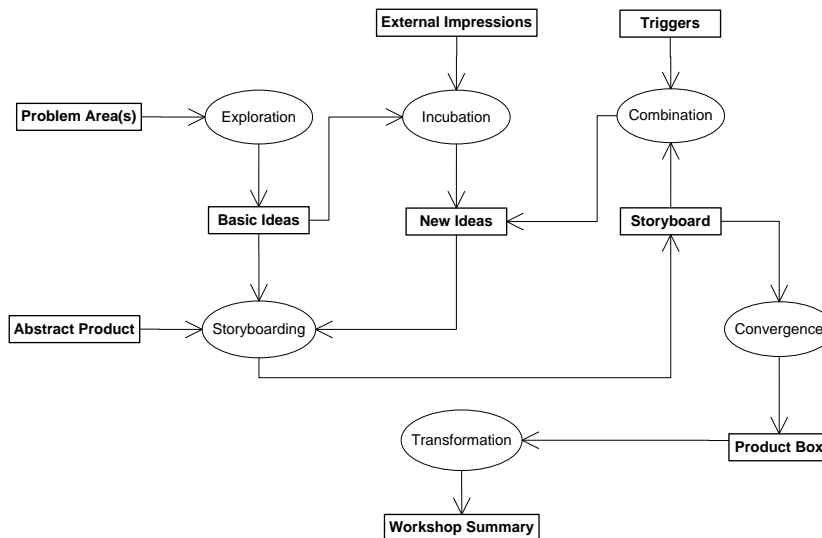 External Impressions
Triggers
Problem Area(s)
Exploration
Incubation
Combination
Basic Ideas
New Ideas
Storyboard
Abstract Product
Storyboarding
Convergence
Transformation
Product Box
Workshop Summary